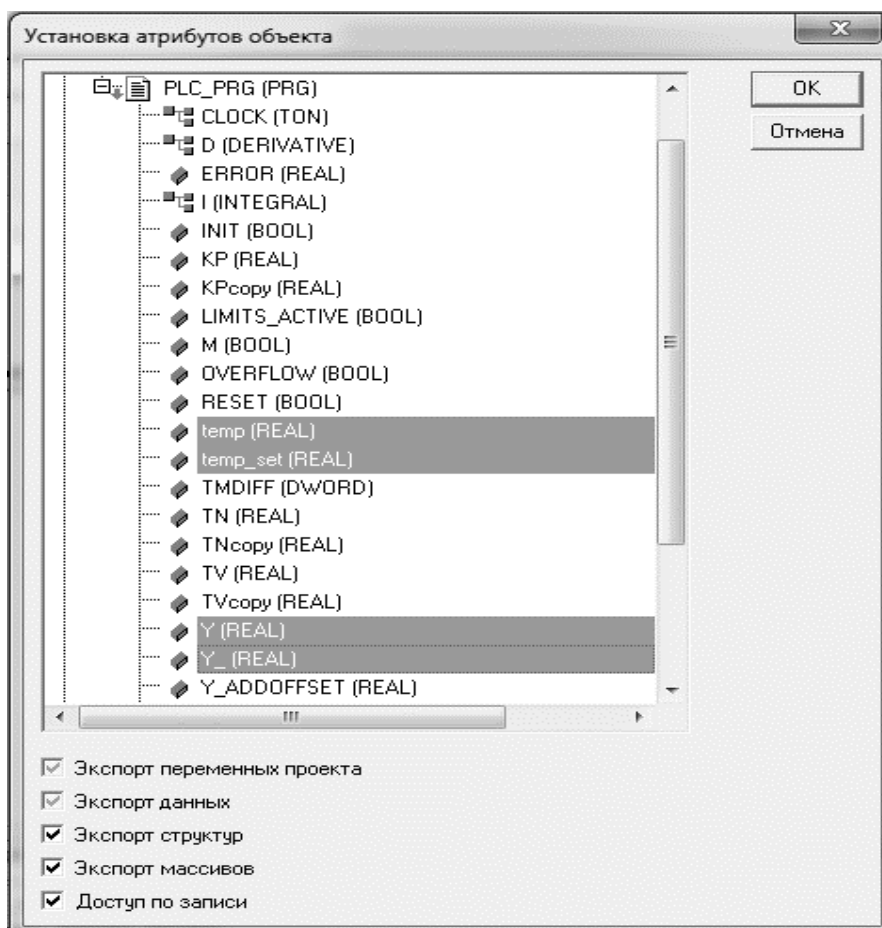 Установка атрибутов объекта
PLC_PRG (PRG)
OK
CLOCK (TON)
D (DERIVATIVE)
Отмена
ERROR (REAL)
I (INTEGRAL)
INIT (BOOL)
KP (REAL)
KPcopy (REAL)
LIMITS_ACTIVE (BOOL)
M (BOOL)
OVERFLOW (BOOL)
RESET (BOOL)
temp (REAL)
temp_set (REAL)
TMDIFF (DWORD)
TN (REAL)
TNcopy (REAL)
TV (REAL)
TVcopy (REAL)
Y (REAL)
Y_ (REAL)
Y_ADDOFFSET (REAL)
Экспорт переменных проекта
Экспорт данных
Экспорт структур
Экспорт массивов
Доступ по записи